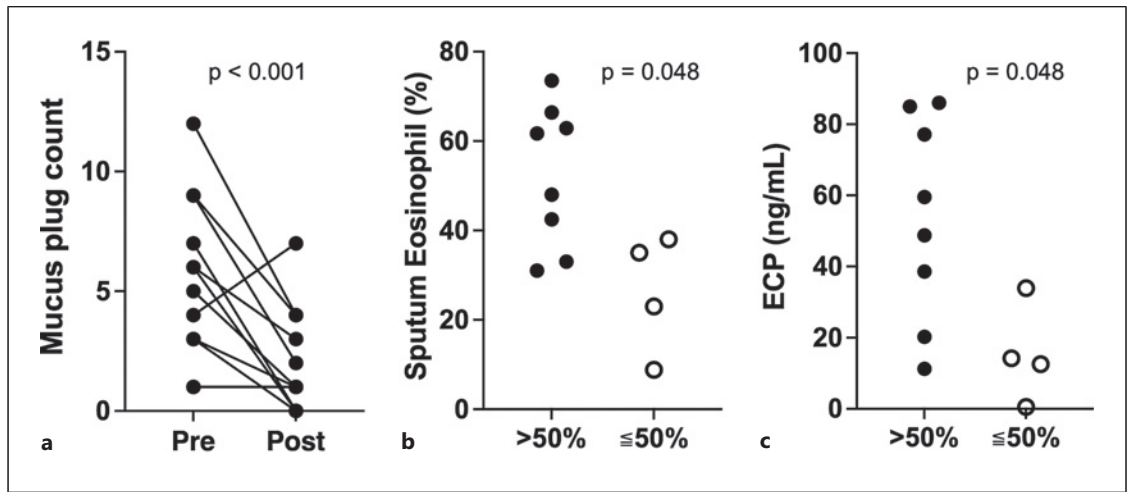 Mucus plug count
15
10
5
0
p < 0.001
Pre Post
a
Sputum Eosinophil (%)
80
60
40
20
0
p = 0.048
>50% ≦50%
b
ECP (ng/mL)
100
80
60
40
20
0
p = 0.048
>50% ≦50%
c